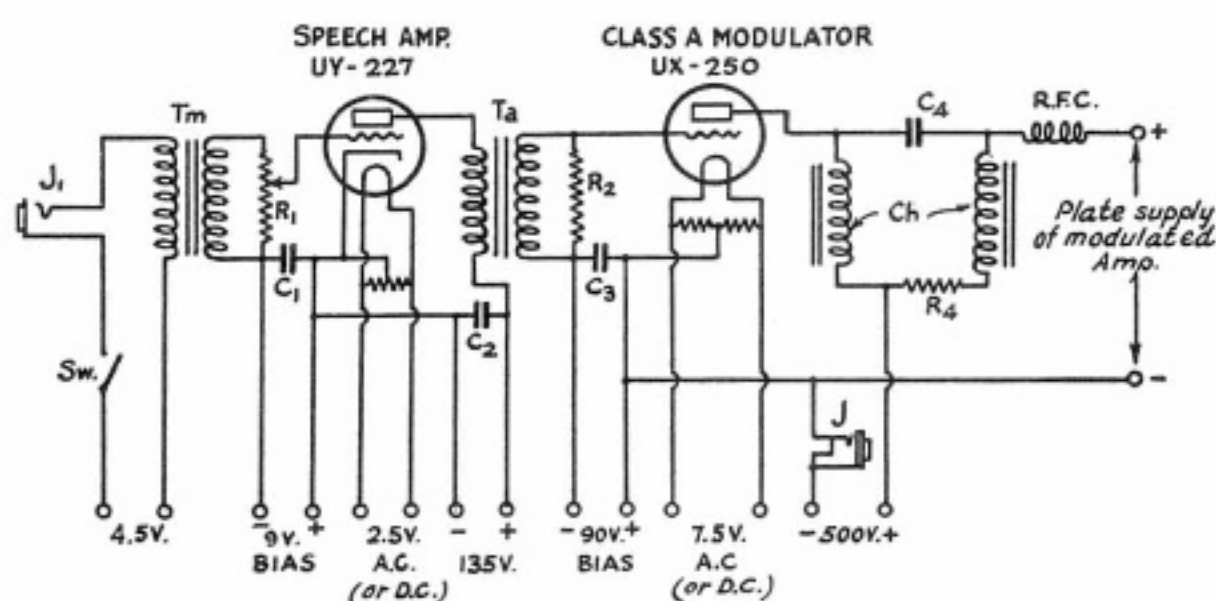 SPEECH AMP.
UY-227
CLASS A MODULATOR
UX-250
Tm
Ta
C4
R.F.C.
+
J1
R1
R2
Ch
Plate supply
of modulated
Amp.
C1
C3
R4
C2
Sw.
-
J
4.5V.
- 9V. +
BIAS
2.5V.
A.C.
(or D.C.)
- +
135V.
- 90V. +
BIAS
7.5V.
A.C
(or D.C.)
- 500V. +